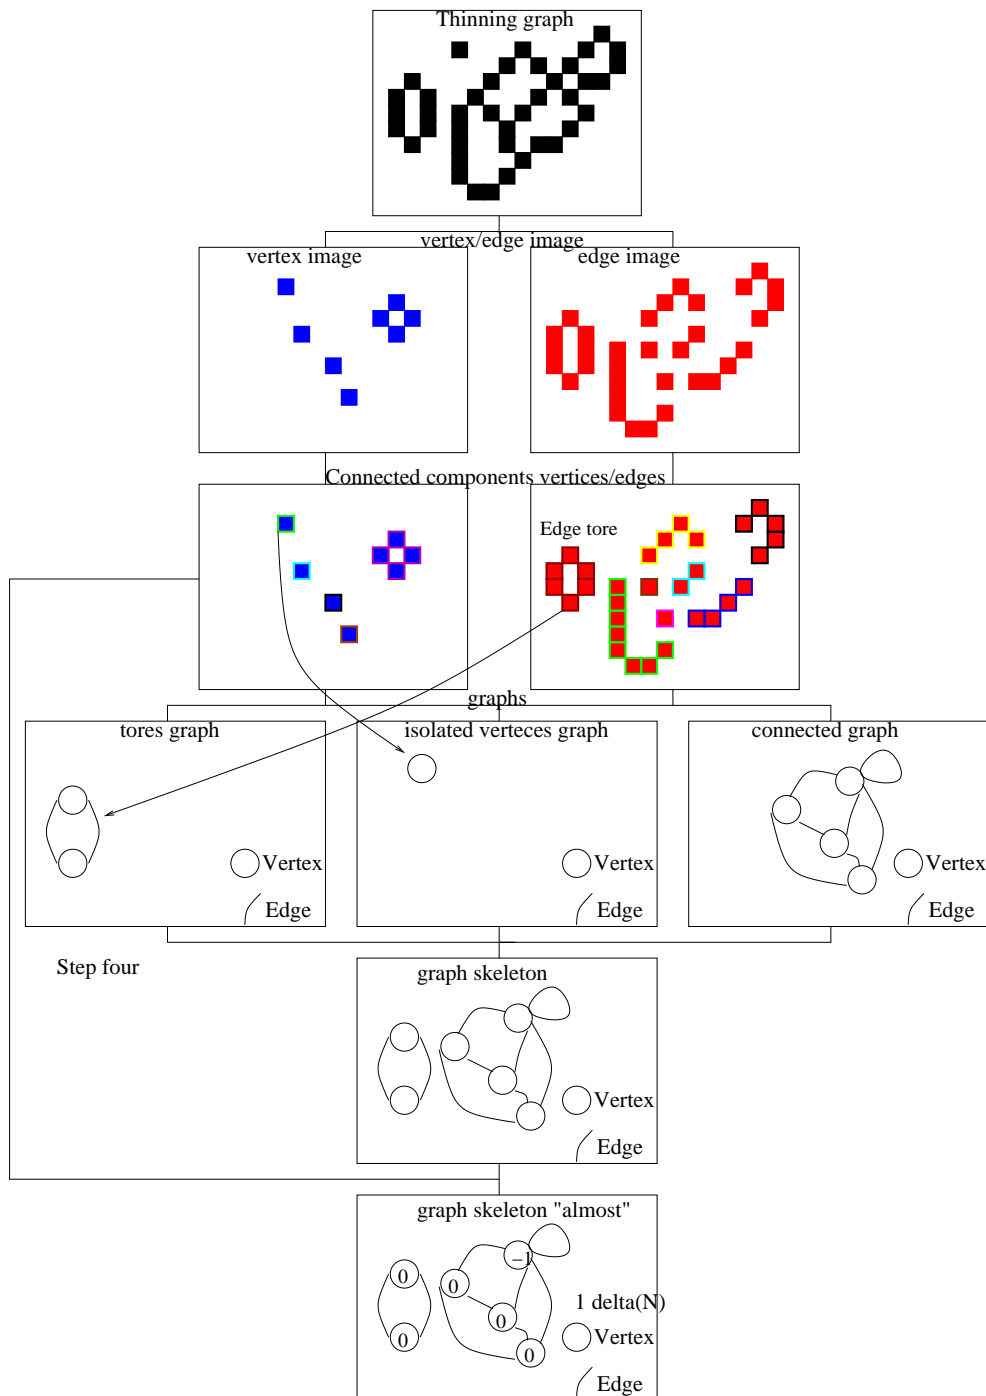 Thinning graph
vertex/edge image
vertex image
edge image
Connected components vertices/edges
Edge tore
graphs
tores graph
isolated verteces graph
connected graph
Vertex
Edge
Vertex
Edge
Vertex
Edge
Step four
graph skeleton
Vertex
Edge
graph skeleton "almost"
−1
0
0
0
1 delta(N)
0
0
Vertex
Edge